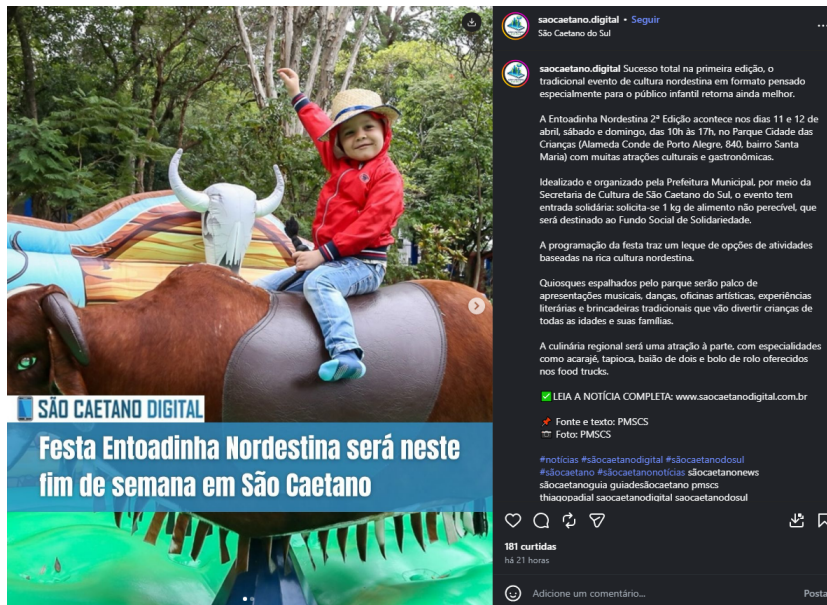 SÃO CAETANO DIGITAL
Festa Entoadinha Nordestina será neste
fim de semana em São Caetano
saocaetano.digital • Seguir
São Caetano do Sul
saocaetano.digital Sucesso total na primeira edição, o
tradicional evento de cultura nordestina em formato pensado
especialmente para o público infantil retorna ainda melhor.
A Entoadinha Nordestina 2ª Edição acontece nos dias 11 e 12 de
abril, sábado e domingo, das 10h às 17h, no Parque Cidade das
Crianças (Alameda Conde de Porto Alegre, 840, bairro Santa
Maria) com muitas atrações culturais e gastronômicas.
Idealizado e organizado pela Prefeitura Municipal, por meio da
Secretaria de Cultura de São Caetano do Sul, o evento tem
entrada solidária: solicita-se 1 kg de alimento não perecível, que
será destinado ao Fundo Social de Solidariedade.
A programação da festa traz um leque de opções de atividades
baseadas na rica cultura nordestina.
Quiosques espalhados pelo parque serão palco de
apresentações musicais, danças, oficinas artísticas, experiências
literárias e brincadeiras tradicionais que vão divertir crianças de
todas as idades e suas famílias.
A culinária regional será uma atração à parte, com especialidades
como acarajé, tapioca, baião de dois e bolo de rolo oferecidos
nos food trucks.
✅ LEIA A NOTÍCIA COMPLETA: www.saocaetanodigital.com.br
📌 Fonte e texto: PMSCS
📷 Foto: PMSCS
#notícias #sãocaetanodigital #sãocaetanodosul
#sãocaetano #sãocaetanonotícias sãocaetanonews
sãocaetanoguia guiadesãocaetano pmscs
thiagopadial saocaetanodigital saocaetanodosul
181 curtidas
há 21 horas
Adicione um comentário...
Posta